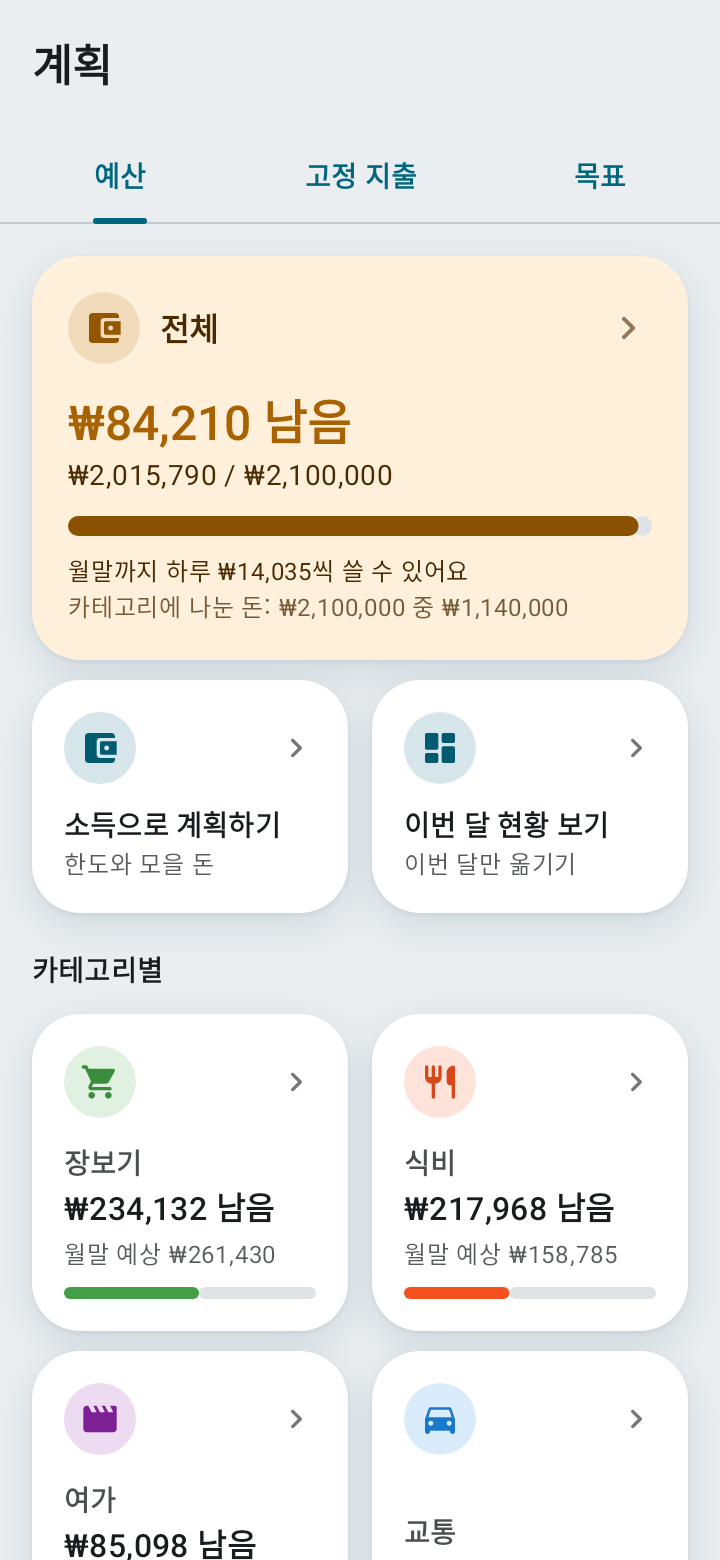 계획
예산
고정 지출
목표
전체
₩84,210 남음
₩2,015,790 / ₩2,100,000
월말까지 하루 ₩14,035씩 쓸 수 있어요
카테고리에 나눈 돈: ₩2,100,000 중 ₩1,140,000
소득으로 계획하기
한도와 모을 돈
이번 달 현황 보기
이번 달만 옮기기
카테고리별
장보기
₩234,132 남음
월말 예상 ₩261,430
식비
₩217,968 남음
월말 예상 ₩158,785
여가
₩85,098 남음
교통